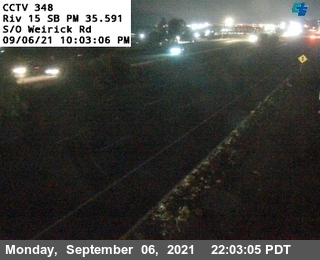 CCTV 348
Riv 15 SB PM 35.591
S/O Weirick Rd
09/06/21 10:03:06 PM
Monday, September 06, 2021 22:03:05 PDT